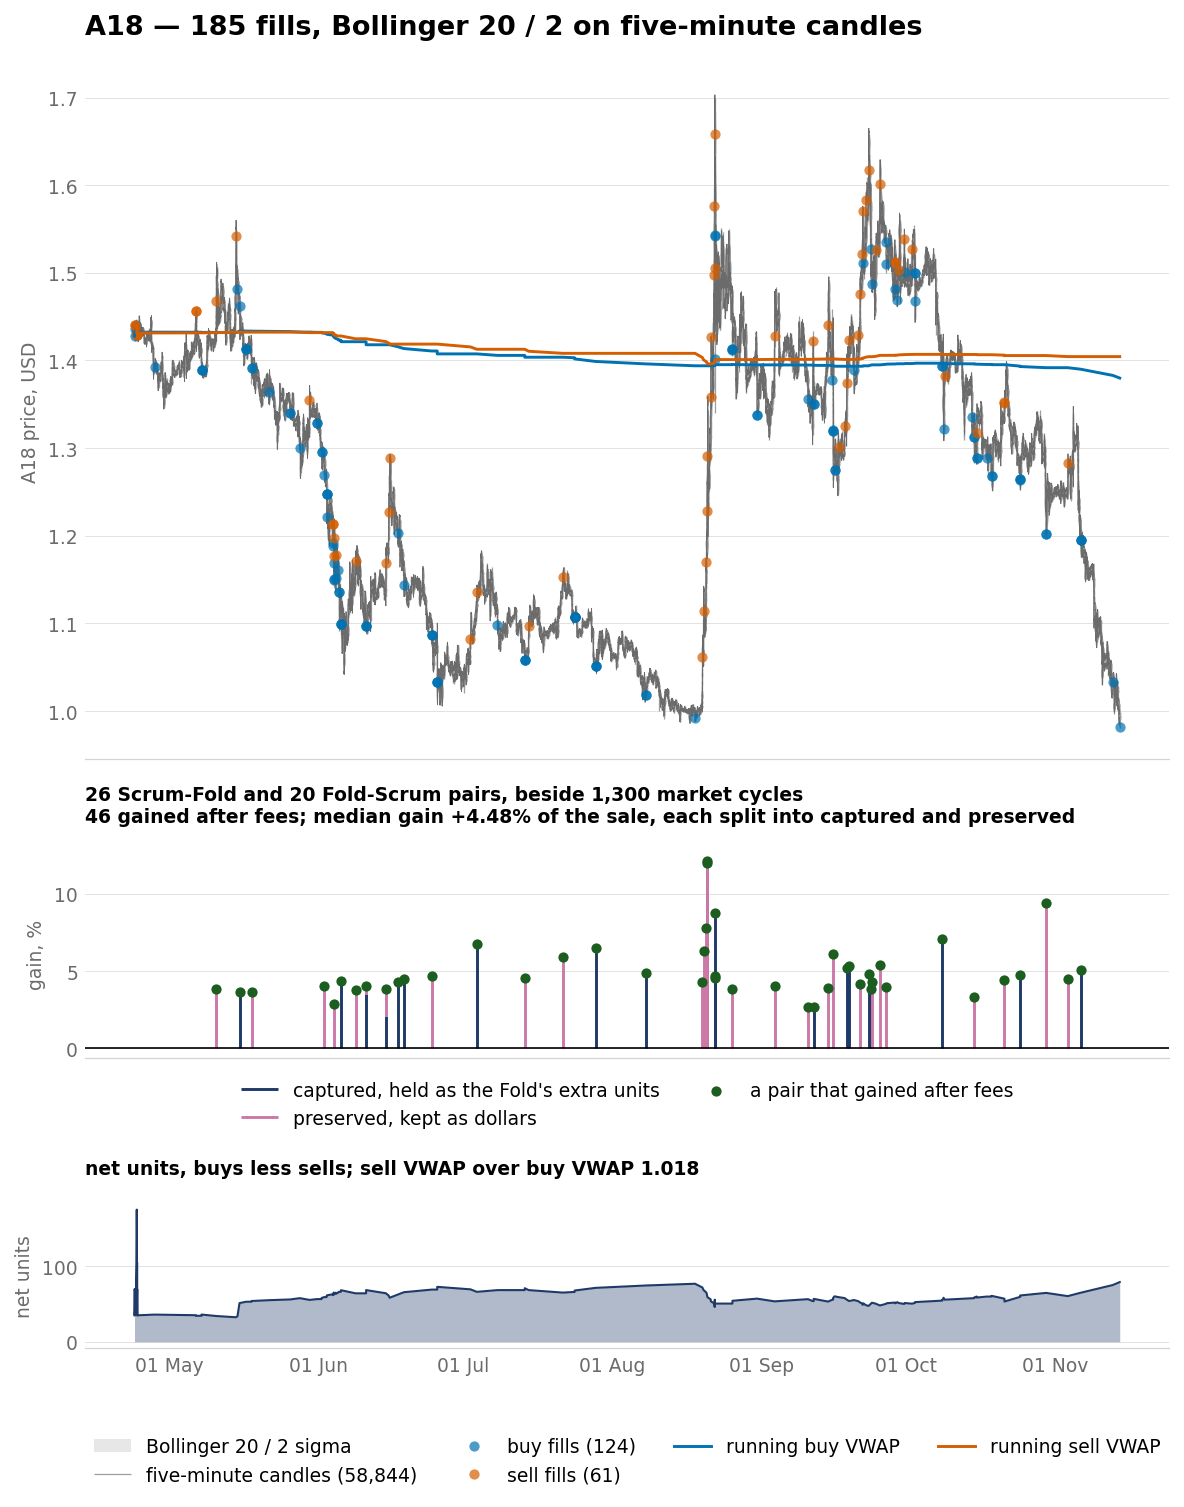 A18 — 185 fills, Bollinger 20 / 2 on five-minute candles
1.7
1.6
1.5
1.4
1.3
1.2
1.1
1.0
A18 price, USD
26 Scrum-Fold and 20 Fold-Scrum pairs, beside 1,300 market cycles
46 gained after fees; median gain +4.48% of the sale, each split into captured and preserved
10
5
0
gain, %
captured, held as the Fold's extra units
a pair that gained after fees
preserved, kept as dollars
net units, buys less sells; sell VWAP over buy VWAP 1.018
100
0
net units
01 May
01 Jun
01 Jul
01 Aug
01 Sep
01 Oct
01 Nov
Bollinger 20 / 2 sigma
buy fills (124)
running buy VWAP
running sell VWAP
five-minute candles (58,844)
sell fills (61)